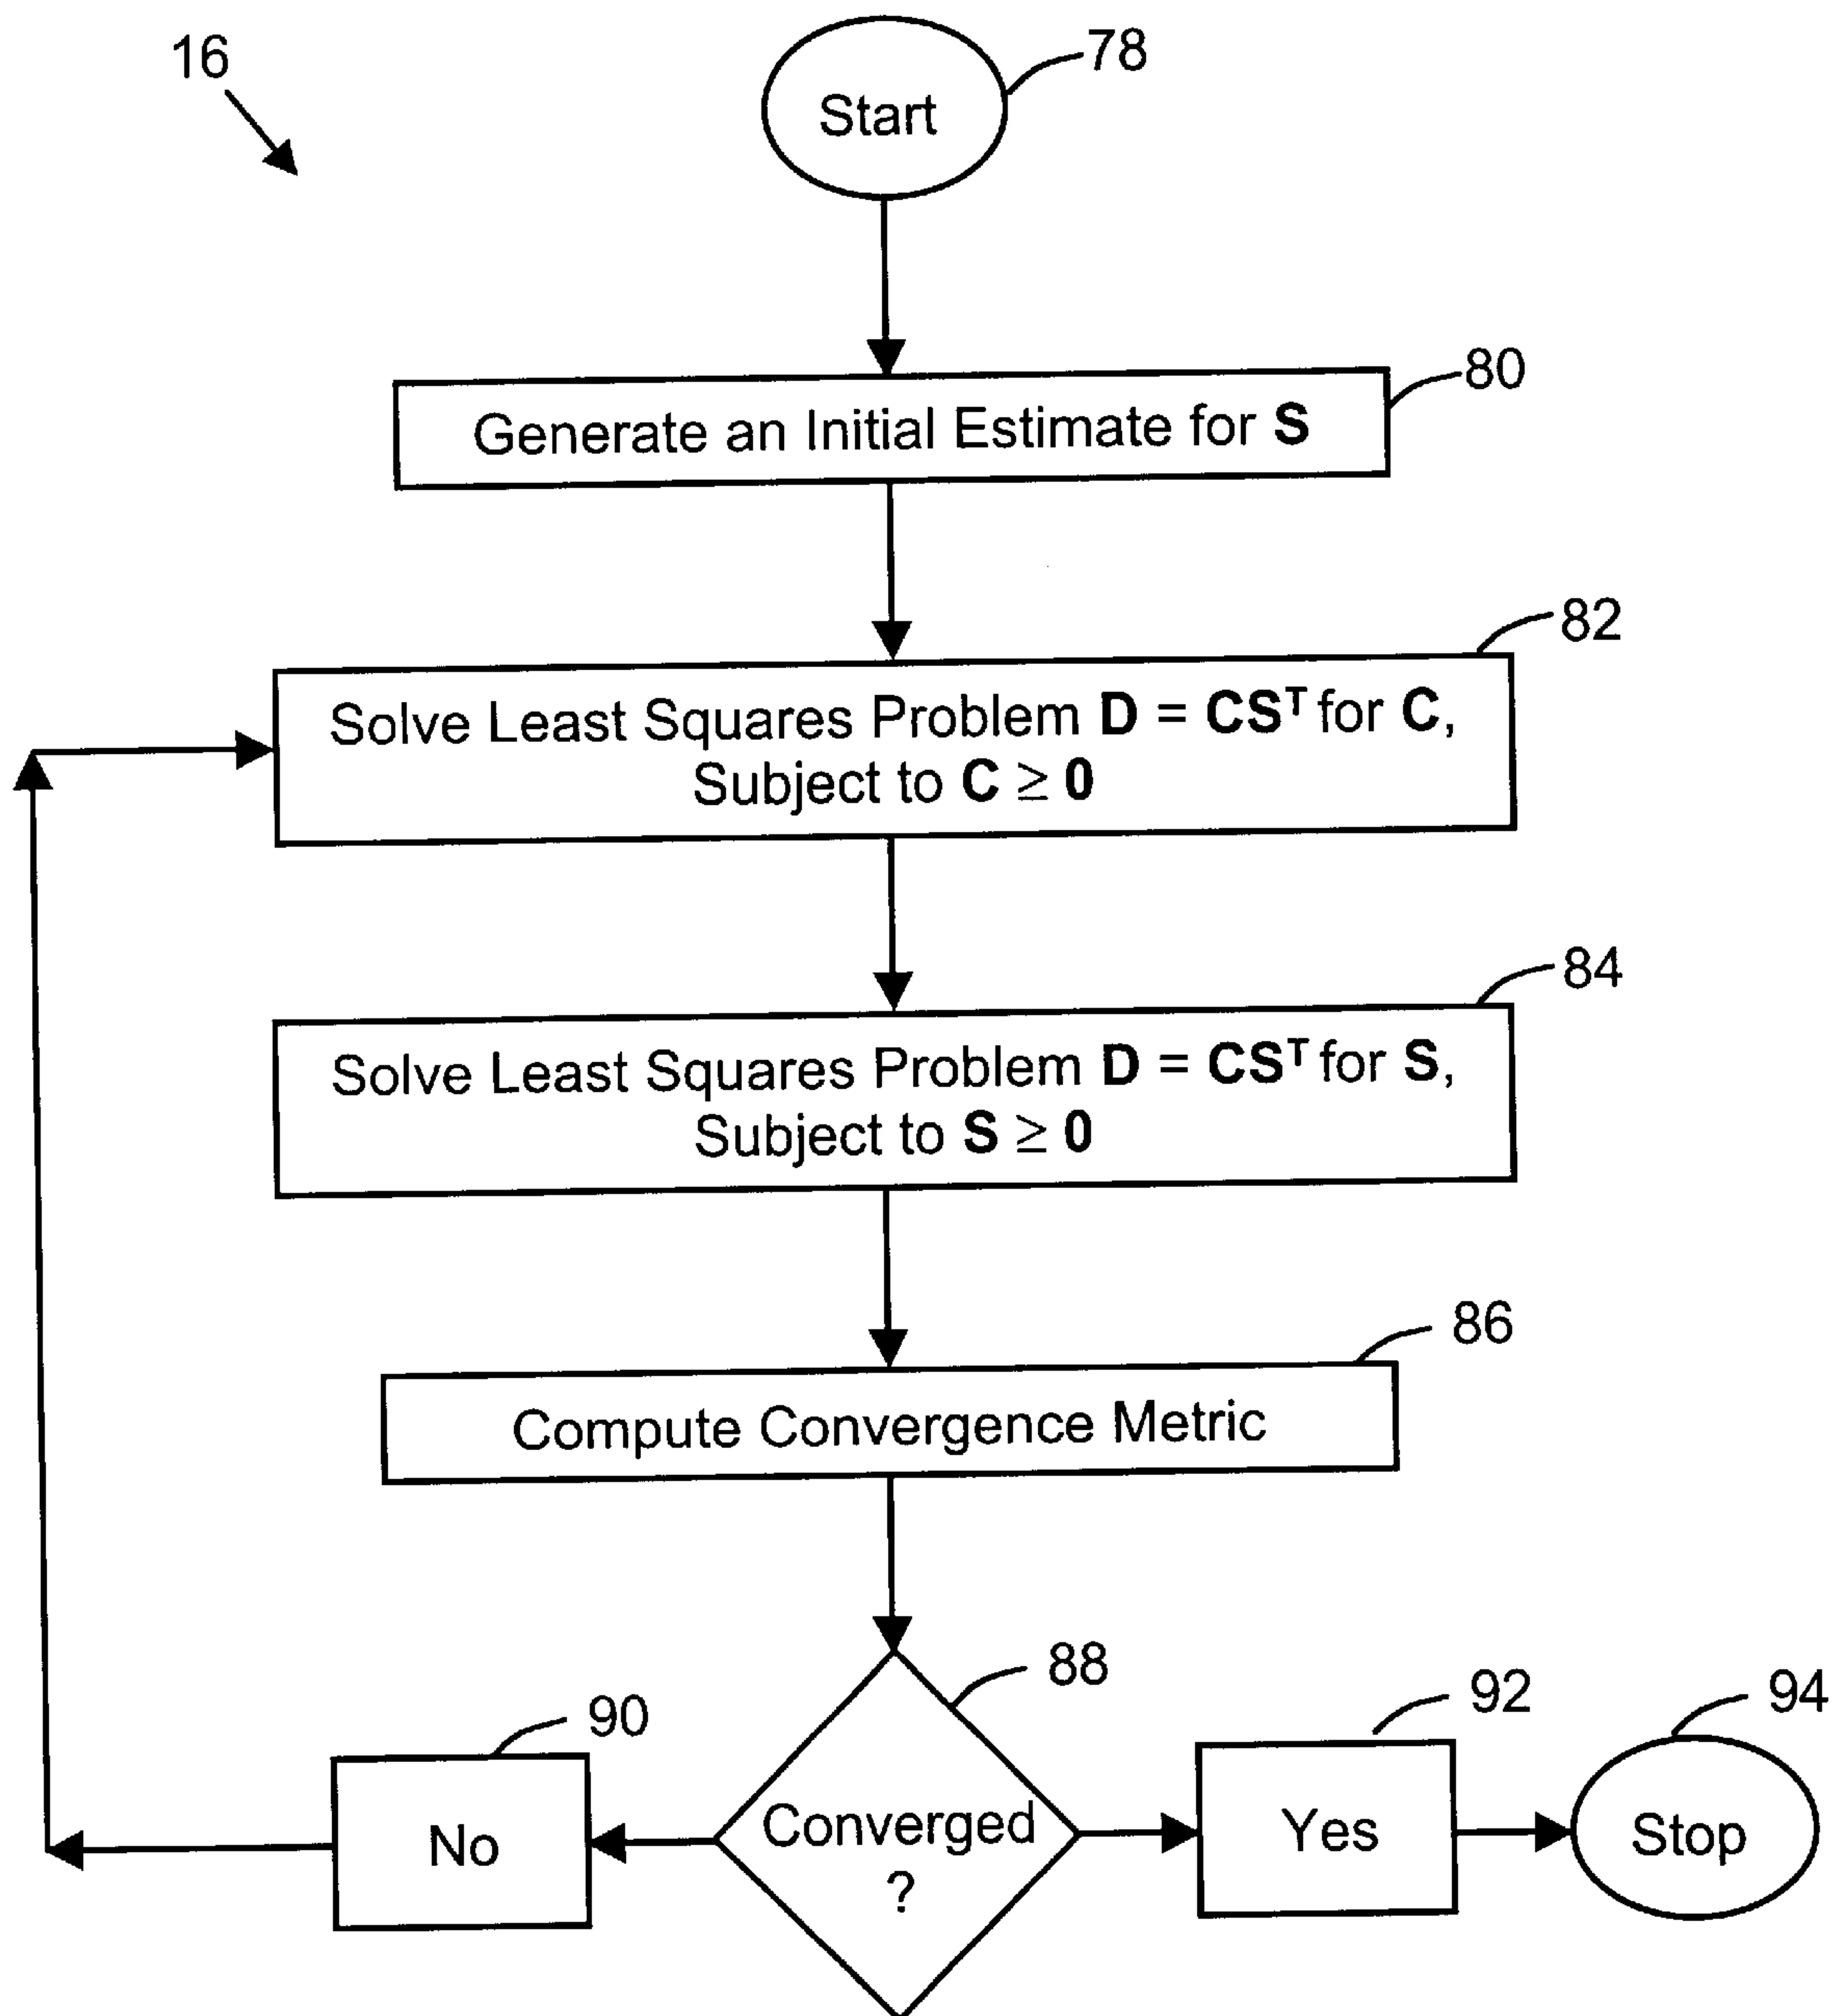 16
78
Start
80
Generate an Initial Estimate for S
82
Solve Least Squares Problem D = CSᵀ for C,
Subject to C ≥ 0
84
Solve Least Squares Problem D = CSᵀ for S,
Subject to S ≥ 0
86
Compute Convergence Metric
88
Converged
?
90
No
92
Yes
94
Stop